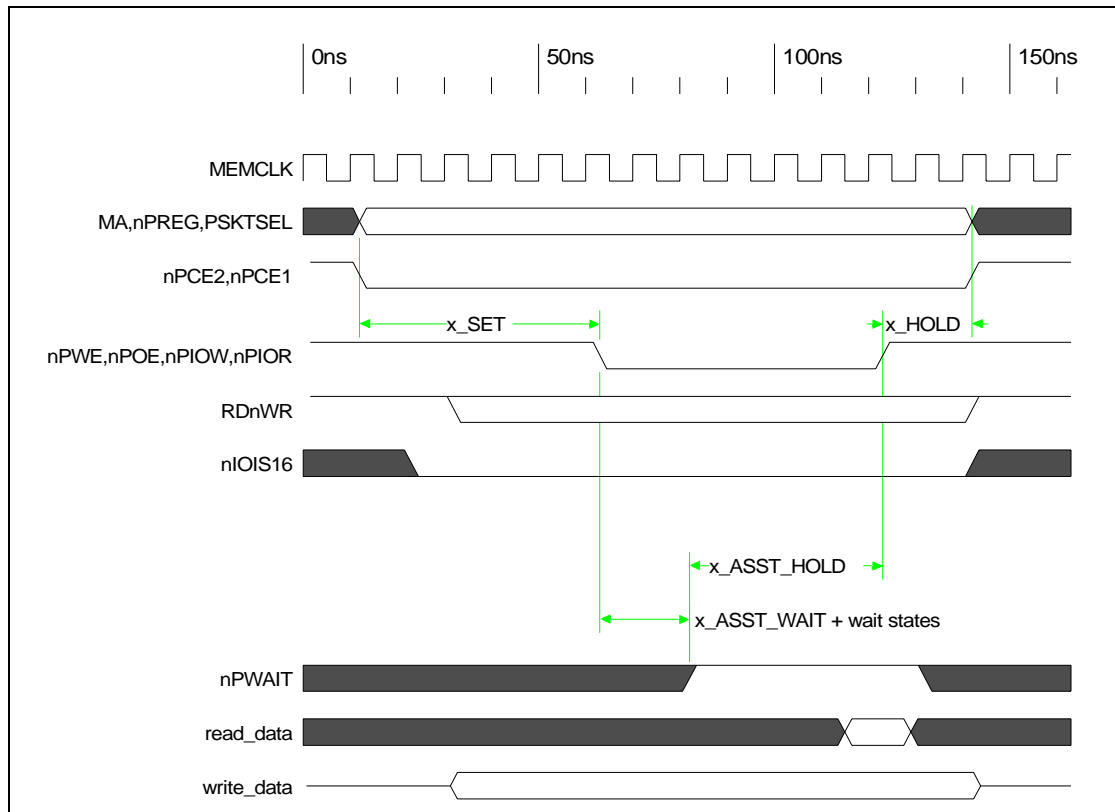 0ns 50ns 100ns 150ns
MEMCLK
MA,nPREG,PSKTSEL
nPCE2,nPCE1
x_SET x_HOLD
nPWE,nPOE,nPIOW,nPIOR
RDnWR
nIOIS16
x_ASST_HOLD
x_ASST_WAIT + wait states
nPWAIT
read_data
write_data